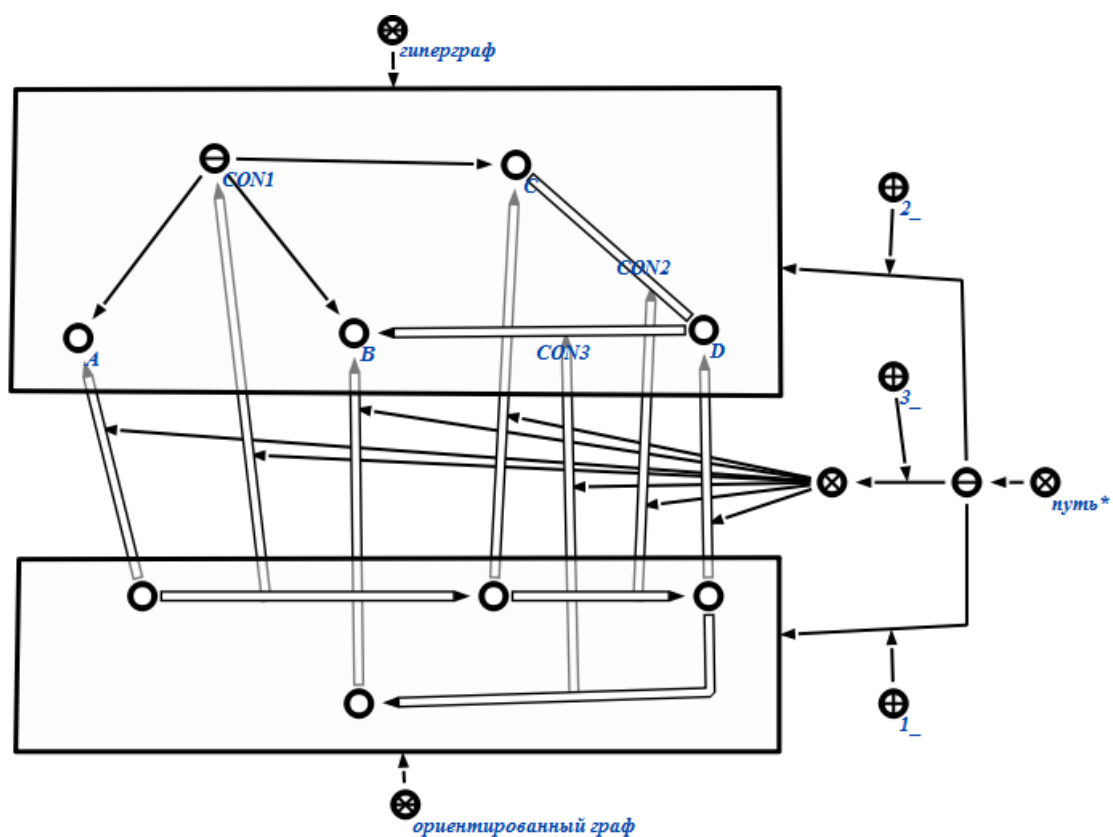 гиперграф
CON1
C
2_
CON2
A
B
CON3
D
3_
путь*
1_
ориентированный граф